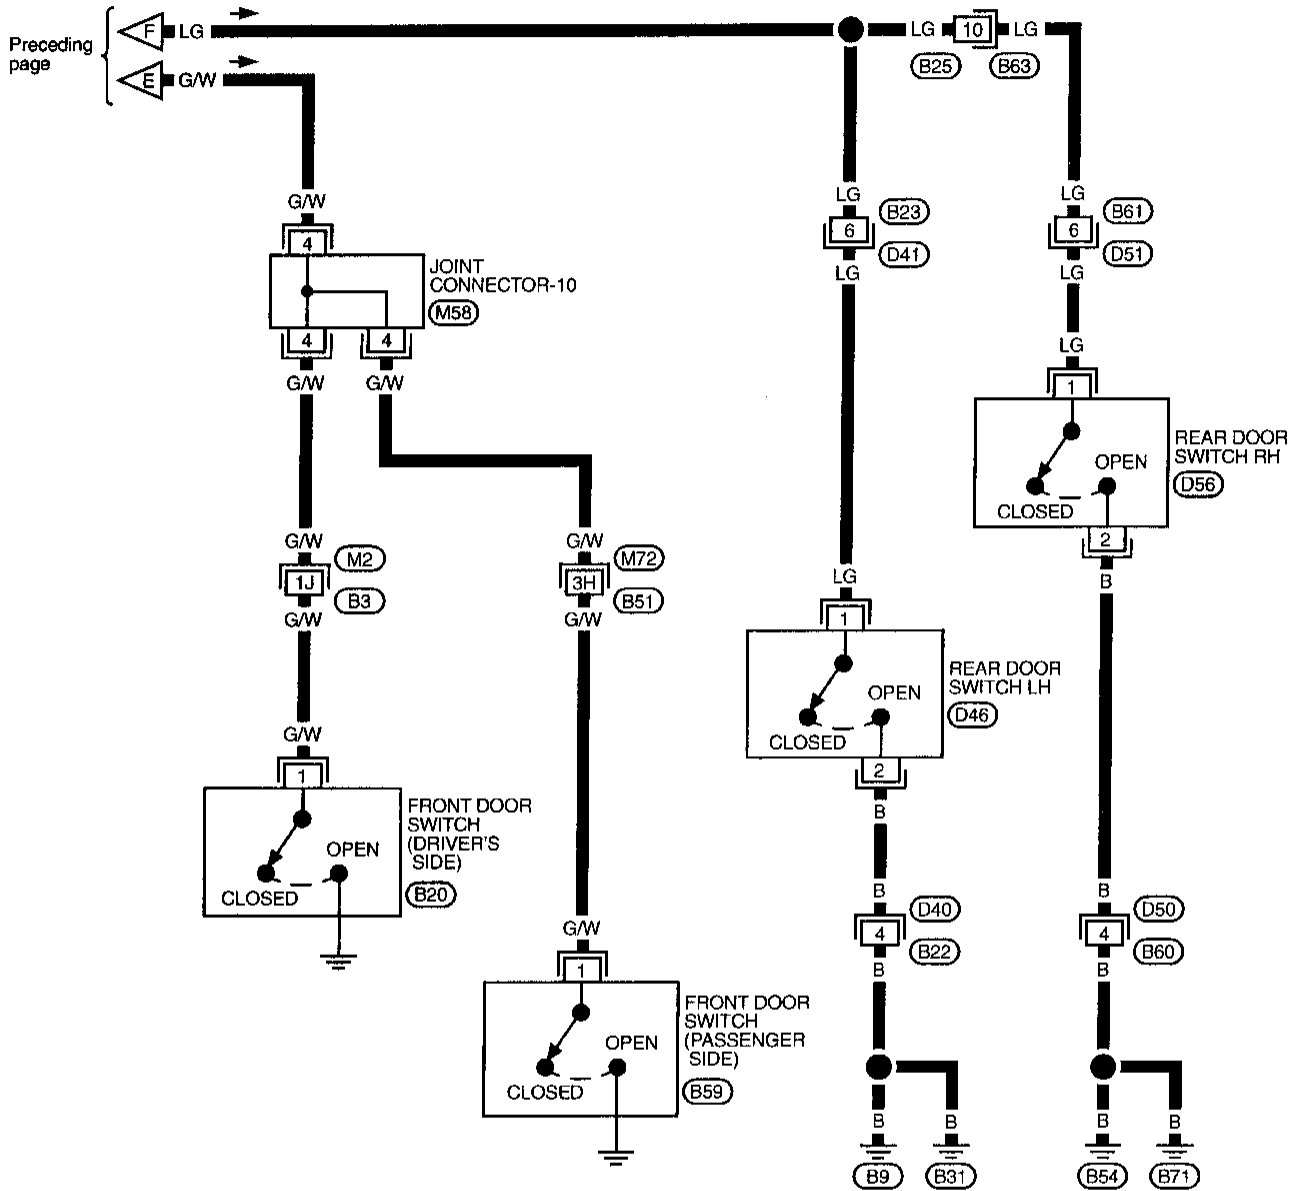 Preceding
page
F LG
E G/W
LG 10 LG
B25 B63
G/W
4
JOINT
CONNECTOR-10
M58
4 4
G/W G/W
LG
6
B23
D41
LG
LG
6
B61
D51
LG
LG
1
REAR DOOR
SWITCH RH
D56
OPEN
CLOSED
2
B
G/W
1J
M2
B3
G/W
G/W
3H
M72
B51
G/W
LG
1
REAR DOOR
SWITCH LH
D46
OPEN
CLOSED
2
B
G/W
1
FRONT DOOR
SWITCH
(DRIVER'S
SIDE)
B20
OPEN
CLOSED
G/W
1
FRONT DOOR
SWITCH
(PASSENGER
SIDE)
B59
OPEN
CLOSED
B
4
D40
B22
B
B
4
D50
B60
B
B B B B
B9 B31 B54 B71